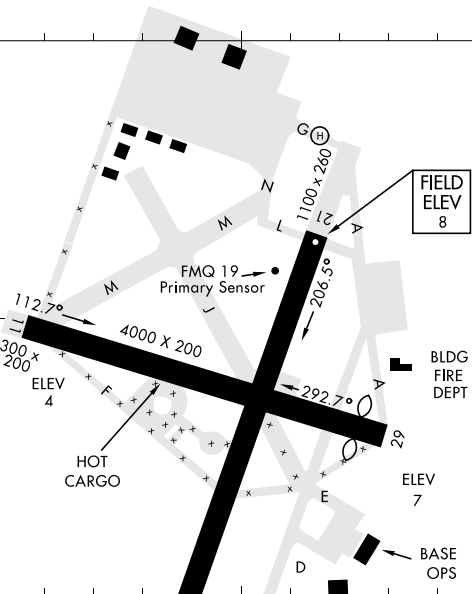 G
H
1100 x 260
N
21
A
FIELD
ELEV
8
M
L
FMQ 19
Primary Sensor
206.5°
M
J
112.7°
11
4000 X 200
300 x
200
BLDG
FIRE
DEPT
ELEV
4
F
292.7°
A
29
HOT
CARGO
ELEV
7
E
BASE
OPS
D